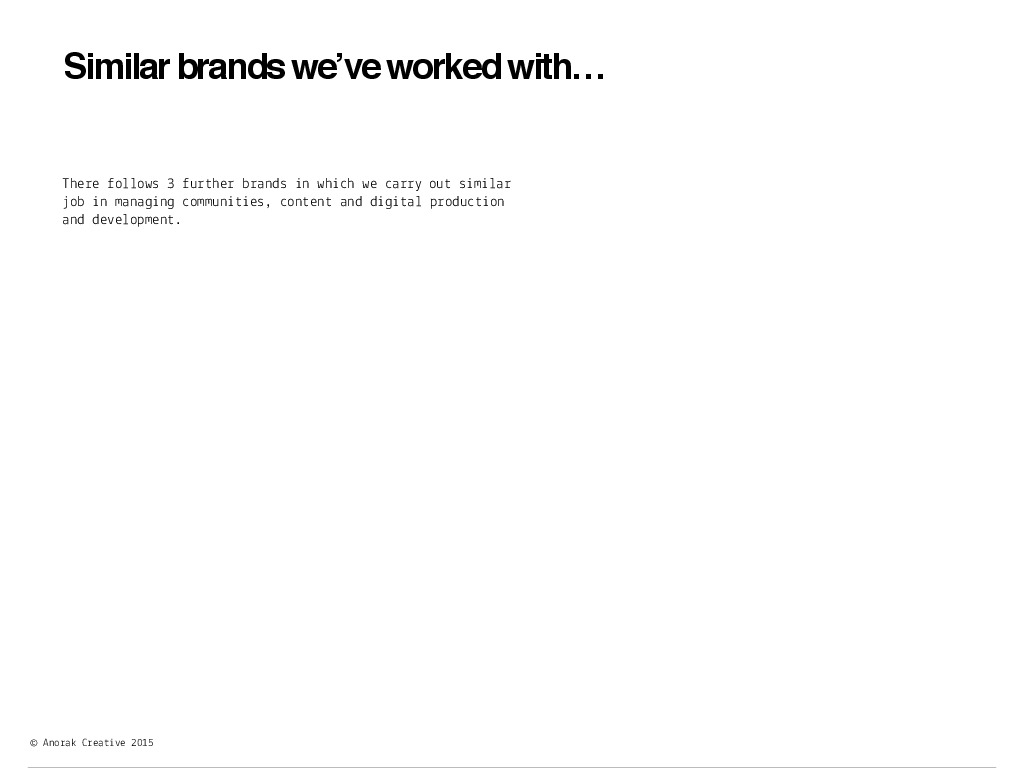 Similar brands we’ve worked with…
There follows 3 further brands in which we carry out similar
job in managing communities, content and digital production
and development.
© Anorak Creative 2015